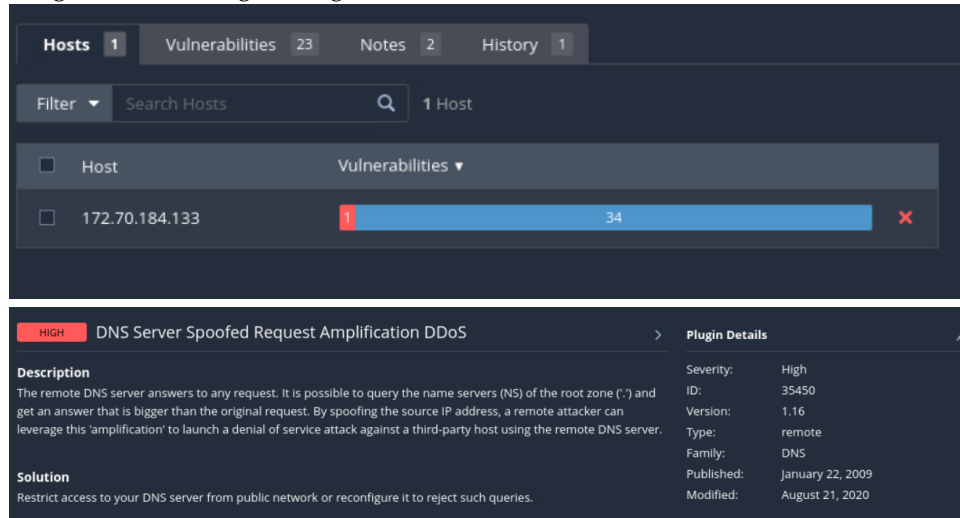 Hosts 1 Vulnerabilities 23 Notes 2 History 1
Filter Search Hosts 1 Host
Host Vulnerabilities
172.70.184.133 1 34
HIGH DNS Server Spoofed Request Amplification DDoS
Description
The remote DNS server answers to any request. It is possible to query the name servers (NS) of the root zone ('.') and
get an answer that is bigger than the original request. By spoofing the source IP address, a remote attacker can
leverage this 'amplification' to launch a denial of service attack against a third-party host using the remote DNS server.
Solution
Restrict access to your DNS server from public network or reconfigure it to reject such queries.
Plugin Details
Severity: High
ID: 35450
Version: 1.16
Type: remote
Family: DNS
Published: January 22, 2009
Modified: August 21, 2020